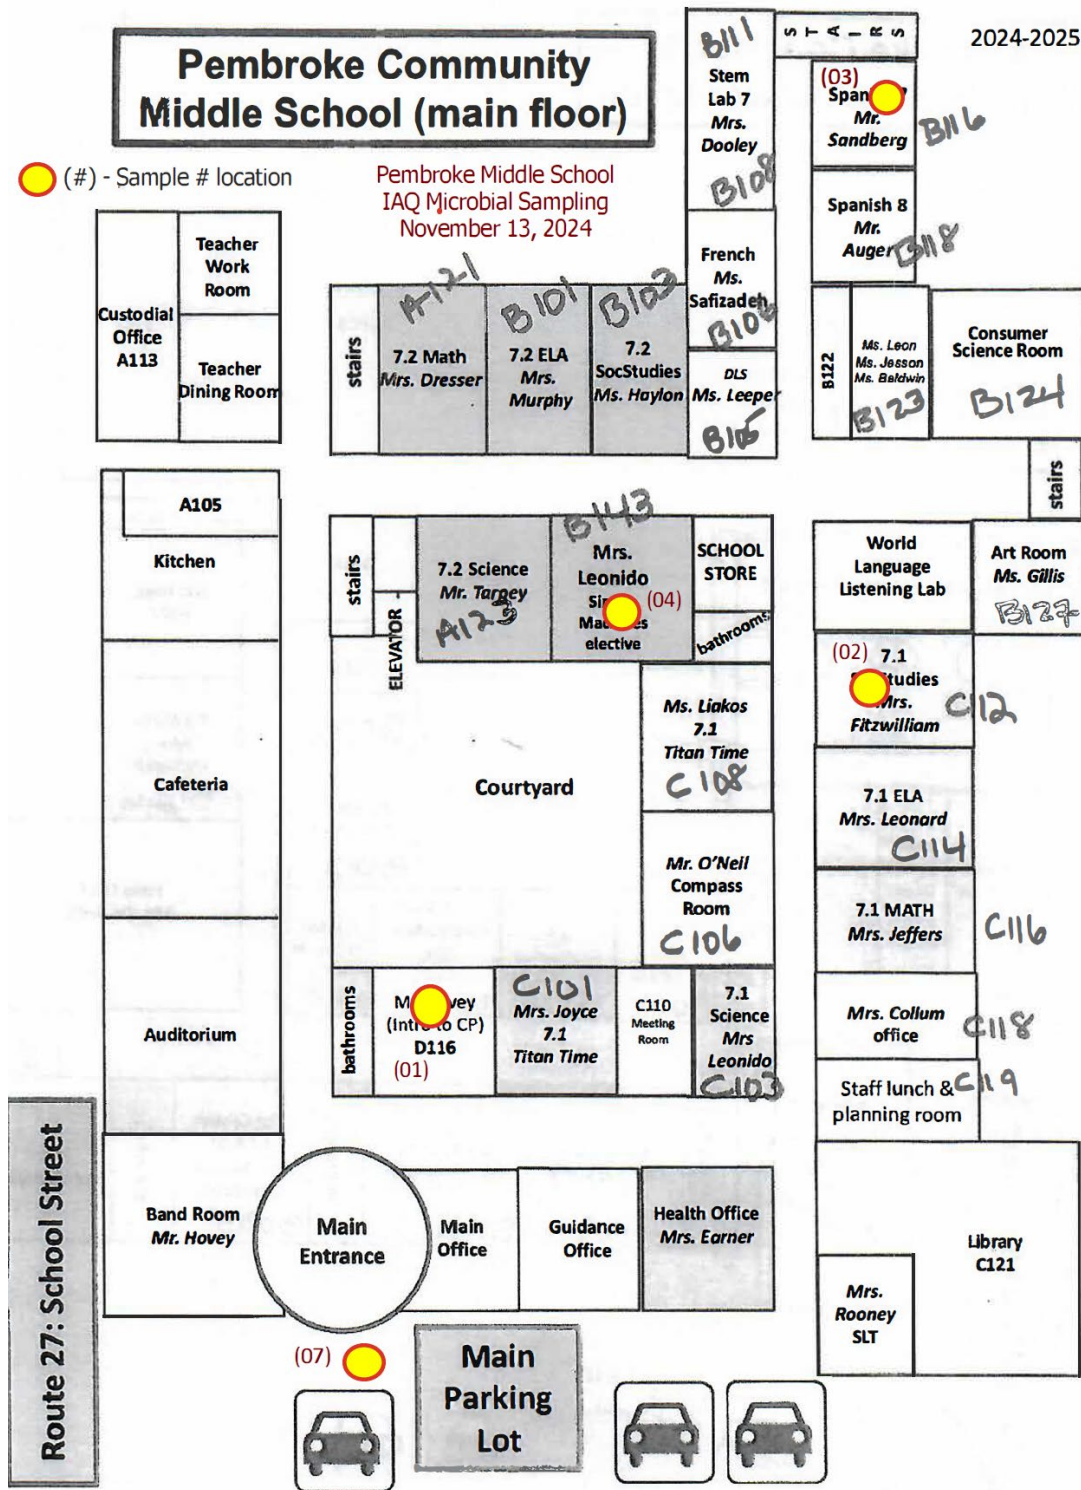 Pembroke Community
Middle School (main floor)
2024-2025
(#) - Sample # location
Pembroke Middle School
IAQ Microbial Sampling
November 13, 2024
STAIRS
B111
Stem
Lab 7
Mrs.
Dooley
B108
(03)
Mr.
Sandberg
B116
Spanish 8
Mr.
Auger
B118
French
Ms.
Safizadeh
B106
Custodial
Office
A113
Teacher
Work
Room
Teacher
Dining Room
stairs
A-121
7.2 Math
Mrs. Dresser
B101
7.2 ELA
Mrs.
Murphy
B103
7.2
SocStudies
Ms. Haylon
DLS
Ms. Leeper
B105
B122
Ms. Leon
Ms. Jesson
Ms. Baldwin
B123
Consumer
Science Room
B124
stairs
A105
Kitchen
stairs
ELEVATOR
7.2 Science
Mr. Tarpey
A123
B143
Mrs.
Leonido
(04)
elective
SCHOOL
STORE
bathrooms
World
Language
Listening Lab
Art Room
Ms. Gillis
B127
(02) 7.1
Mrs.
Fitzwilliam
C112
Cafeteria
Courtyard
Ms. Liakos
7.1
Titan Time
C108
7.1 ELA
Mrs. Leonard
C114
Mr. O'Neil
Compass
Room
C106
7.1 MATH
Mrs. Jeffers
C116
Auditorium
bathrooms
(Intro to CP)
D116
(01)
C101
Mrs. Joyce
7.1
Titan Time
C110
Meeting
Room
7.1
Science
Mrs
Leonido
C103
Mrs. Collum
office
C118
Staff lunch &
planning room
C119
Route 27: School Street
Band Room
Mr. Hovey
Main
Entrance
Main
Office
Guidance
Office
Health Office
Mrs. Earner
Library
C121
Mrs.
Rooney
SLT
(07)
Main
Parking
Lot